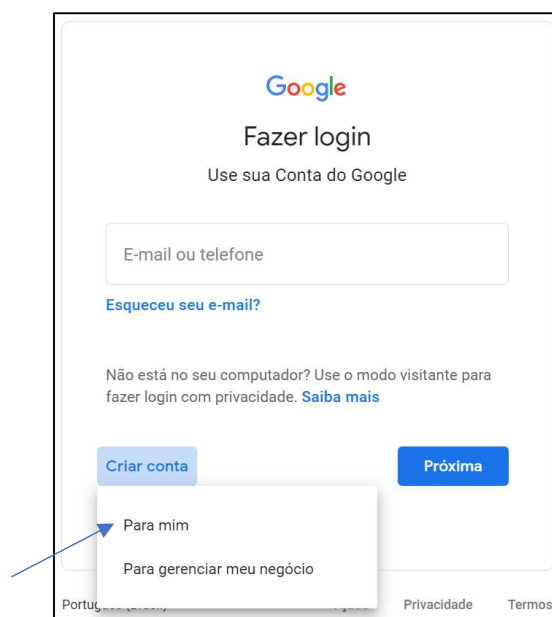 Google
Fazer login
Use sua Conta do Google
E-mail ou telefone
Esqueceu seu e-mail?
Não está no seu computador? Use o modo visitante para
fazer login com privacidade. Saiba mais
Criar conta
Próxima
Para mim
Para gerenciar meu negócio
Privacidade
Termos